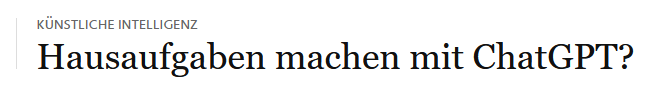 KÜNSTLICHE INTELLIGENZ
Hausaufgaben machen mit ChatGPT?